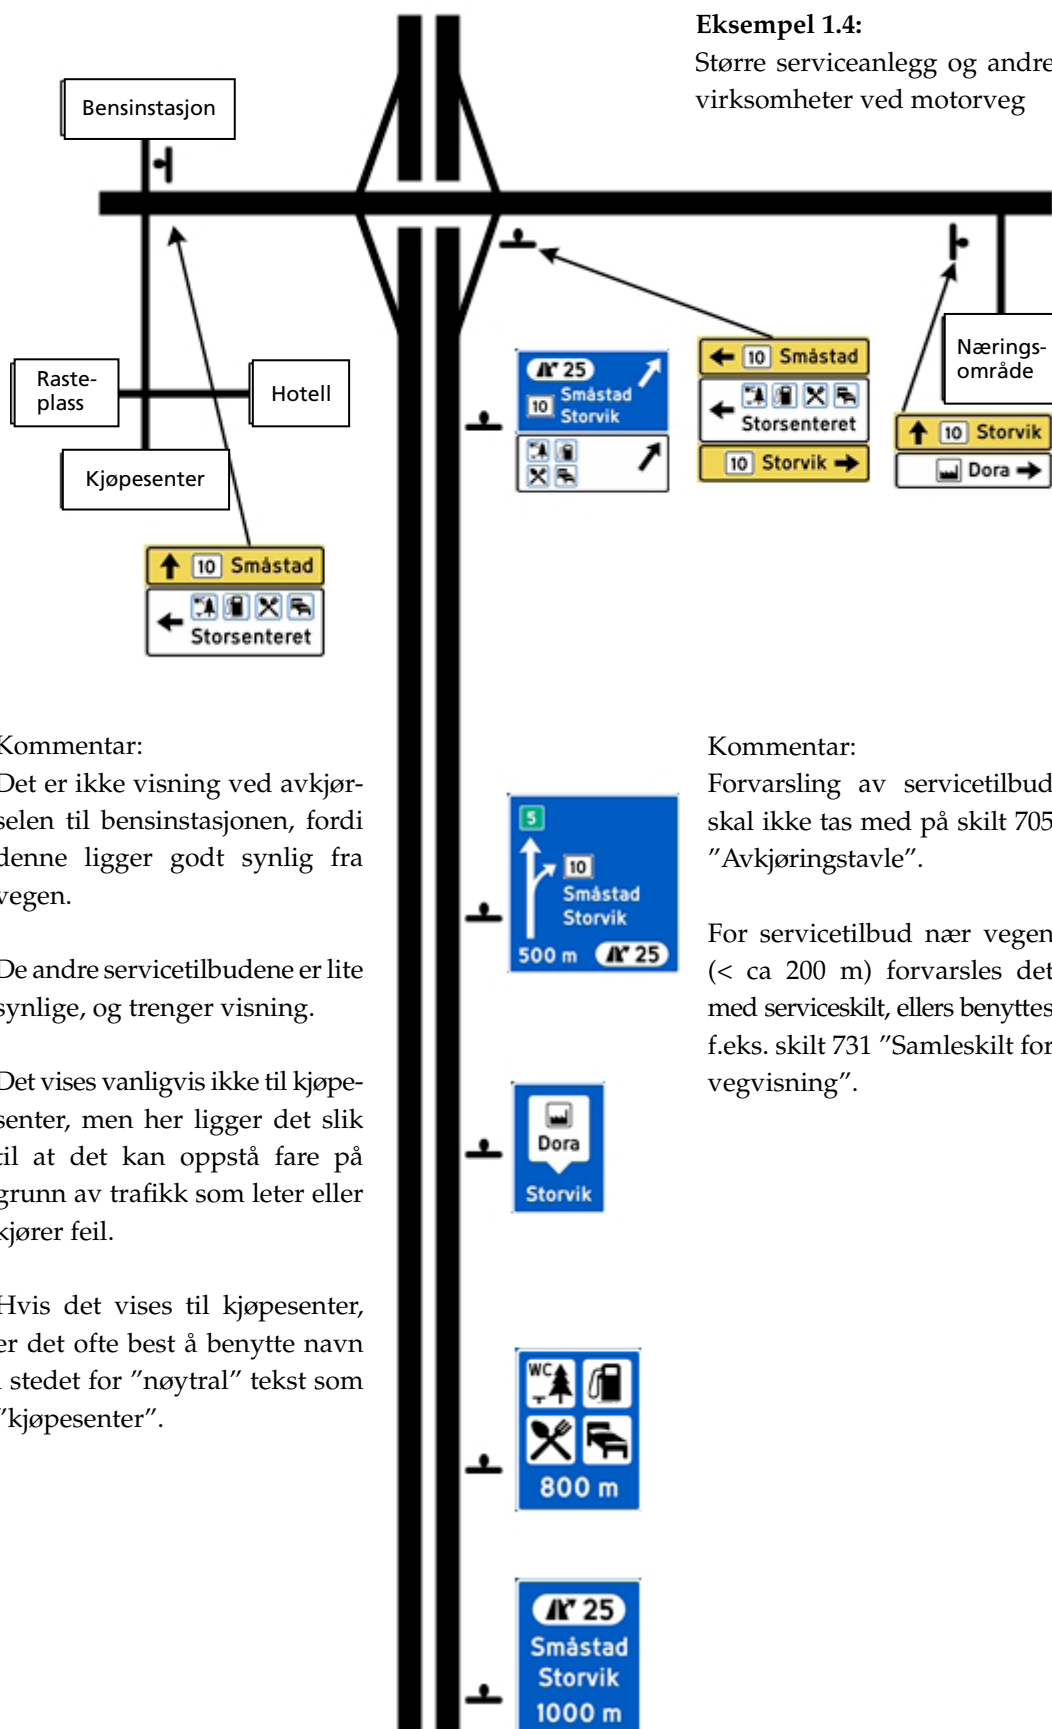 Eksempel 1.4:
Større serviceanlegg og andre
virksomheter ved motorveg
Bensinstasjon
Raste-
plass
Hotell
Kjøpesenter
Nærings-
område
25
10 Småstad
Storvik
10 Småstad
Storsenteret
10 Storvik
10 Storvik
Dora
10 Småstad
Storsenteret
Kommentar:
Det er ikke visning ved avkjør-
selen til bensinstasjonen, fordi
denne ligger godt synlig fra
vegen.
De andre servicetilbudene er lite
synlige, og trenger visning.
Det vises vanligvis ikke til kjøpe-
senter, men her ligger det slik
til at det kan oppstå fare på
grunn av trafikk som leter eller
kjører feil.
Hvis det vises til kjøpesenter,
er det ofte best å benytte navn
i stedet for ”nøytral” tekst som
”kjøpesenter”.
Kommentar:
Forvarsling av servicetilbud
skal ikke tas med på skilt 705
”Avkjøringstavle”.
For servicetilbud nær vegen
(< ca 200 m) forvarsles det
med serviceskilt, ellers benyttes
f.eks. skilt 731 ”Samleskilt for
vegvisning”.
5
10
Småstad
Storvik
500 m 25
Dora
Storvik
WC
800 m
25
Småstad
Storvik
1000 m